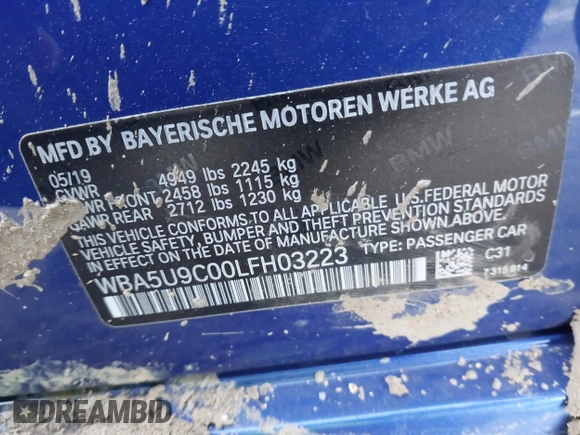 MFD BY BAYERISCHE MOTOREN WERKE AG
05/19
GVWR 4949 lbs 2245 kg
GAWR FRONT 2458 lbs 1115 kg
GAWR REAR 2712 lbs 1230 kg
THIS VEHICLE CONFORMS TO ALL APPLICABLE U.S.FEDERAL MOTOR
VEHICLE SAFETY, BUMPER AND THEFT PREVENTION STANDARDS
IN EFFECT ON THE DATE OF MANUFACTURE SHOWN ABOVE.
WBA5U9C00LFH03223 TYPE: PASSENGER CAR
C31
T315914
BMW
DREAMBID